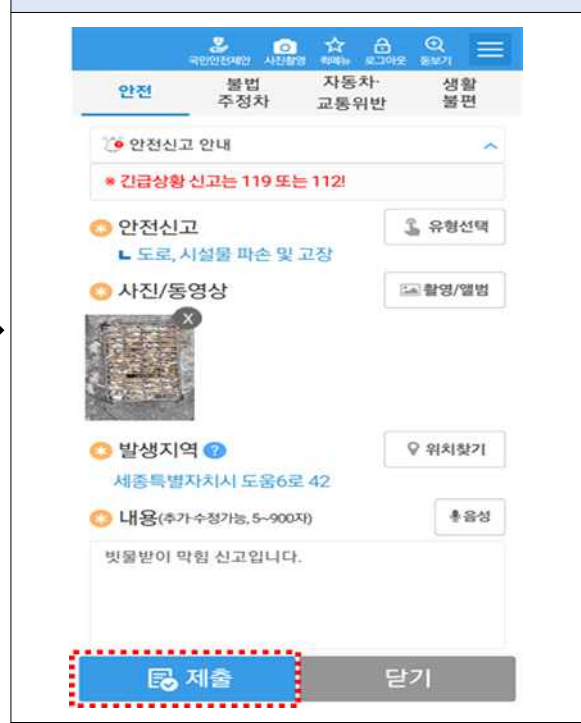 국민안전제안 사진촬영 퀵메뉴 로그아웃 돋보기
안전
불법
주정차
자동차·
교통위반
생활
불편
안전신고 안내
※ 긴급상황 신고는 119 또는 112!
안전신고
유형선택
┗ 도로, 시설물 파손 및 고장
사진/동영상
촬영/앨범
X
발생지역 ?
위치찾기
세종특별자치시 도움6로 42
내용(추가·수정가능, 5~900자)
음성
빗물받이 막힘 신고입니다.
제출
닫기